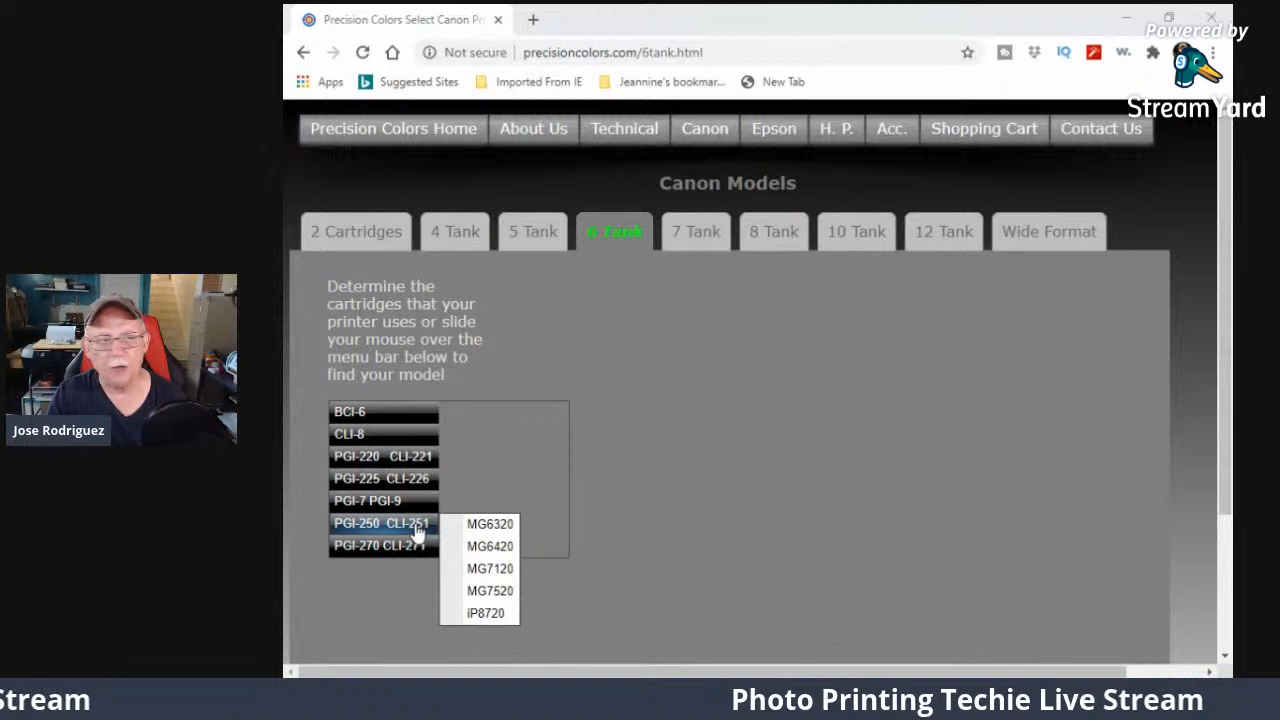 Precision Colors Select Canon Pr
Powered by
Not secure
precisioncolors.com/6tank.html
IQ
W.
StreamYard
Apps
Suggested Sites
Imported From IE
Jeannine's bookmar...
New Tab
Precision Colors Home
About Us
Technical
Canon
Epson
H. P.
Acc.
Shopping Cart
Contact Us
Canon Models
2 Cartridges
4 Tank
5 Tank
6 Tank
7 Tank
8 Tank
10 Tank
12 Tank
Wide Format
Determine the
cartridges that your
printer uses or slide
your mouse over the
menu bar below to
find your model
BCI-6
CLI-8
PGI-220 CLI-221
PGI-225 CLI-226
PGI-7 PGI-9
PGI-250 CLI-251
PGI-270 CLI-271
MG6320
MG6420
MG7120
MG7520
iP8720
Jose Rodriguez
Stream
Photo Printing Techie Live Stream